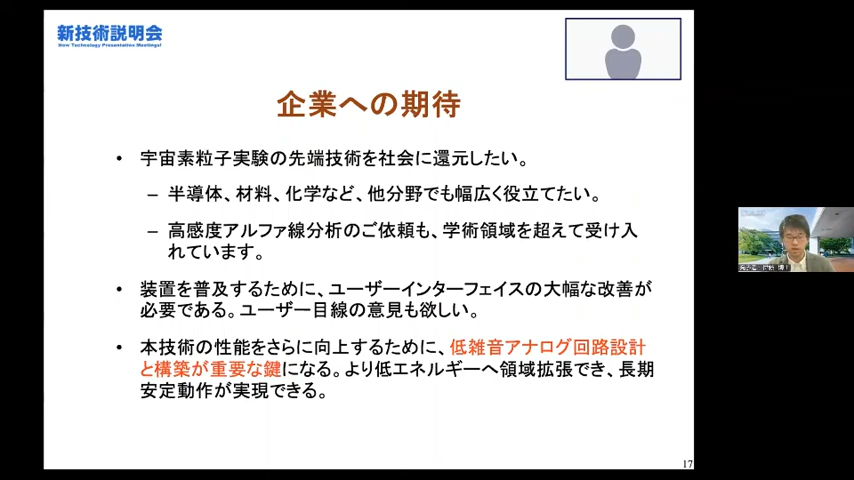 新技術説明会
New Technology Presentation Meetings!
企業への期待
• 宇宙素粒子実験の先端技術を社会に還元したい。
– 半導体、材料、化学など、他分野でも幅広く役立てたい。
– 高感度アルファ線分析のご依頼も、学術領域を超えて受け入
れています。
• 装置を普及するために、ユーザーインターフェイスの大幅な改善が
必要である。ユーザー目線の意見も欲しい。
• 本技術の性能をさらに向上するために、低雑音アナログ回路設計
と構築が重要な鍵になる。より低エネルギーへ領域拡張でき、長期
安定動作が実現できる。
17